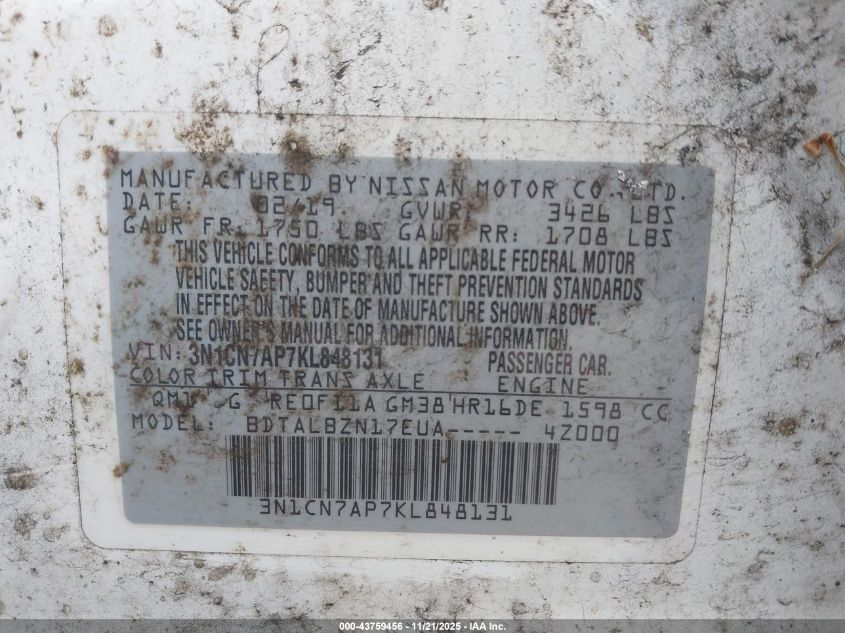 MANUFACTURED BY NISSAN MOTOR CO., LTD.
DATE: 02/19 GVWR: 3426 LBS
GAWR FR: 1750 LBS GAWR RR: 1708 LBS
THIS VEHICLE CONFORMS TO ALL APPLICABLE FEDERAL MOTOR
VEHICLE SAFETY, BUMPER AND THEFT PREVENTION STANDARDS
IN EFFECT ON THE DATE OF MANUFACTURE SHOWN ABOVE.
SEE OWNER'S MANUAL FOR ADDITIONAL INFORMATION.
VIN: 3N1CN7AP7KL848131 PASSENGER CAR.
COLOR TRIM TRANS AXLE ENGINE
QM1 G RE0F11A GM38 HR16DE 1598 CC
MODEL: BDTALBZN17EUA----- 42000
3N1CN7AP7KL848131
000-43759456 - 11/21/2025 - IAA Inc.